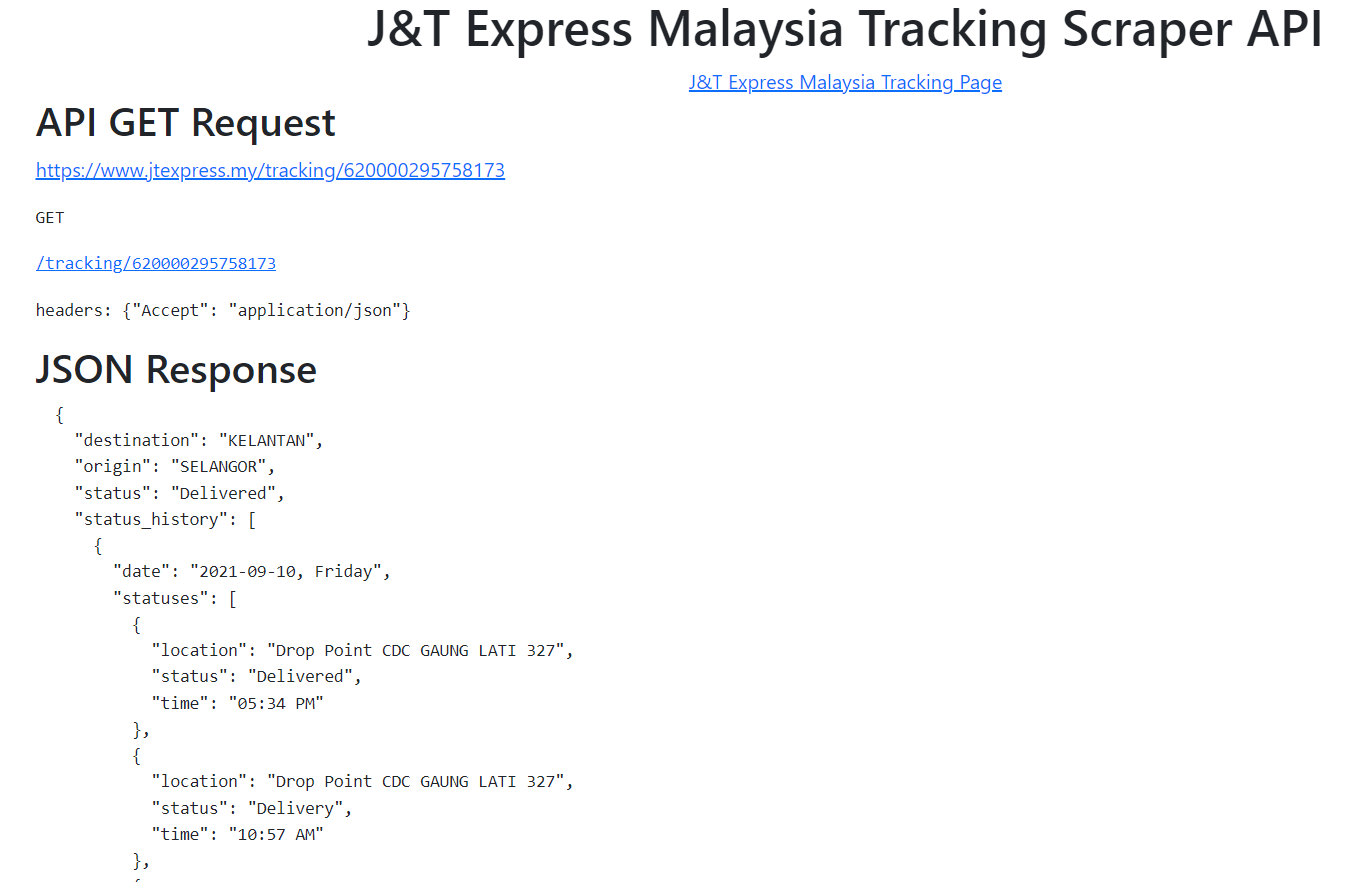 J&T Express Malaysia Tracking Scraper API
J&T Express Malaysia Tracking Page
API GET Request
https://www.jtexpress.my/tracking/620000295758173
GET
/tracking/620000295758173
headers: {"Accept": "application/json"}
JSON Response
{
"destination": "KELANTAN",
"origin": "SELANGOR",
"status": "Delivered",
"status_history": [
{
"date": "2021-09-10, Friday",
"statuses": [
{
"location": "Drop Point CDC GAUNG LATI 327",
"status": "Delivered",
"time": "05:34 PM"
},
{
"location": "Drop Point CDC GAUNG LATI 327",
"status": "Delivery",
"time": "10:57 AM"
},